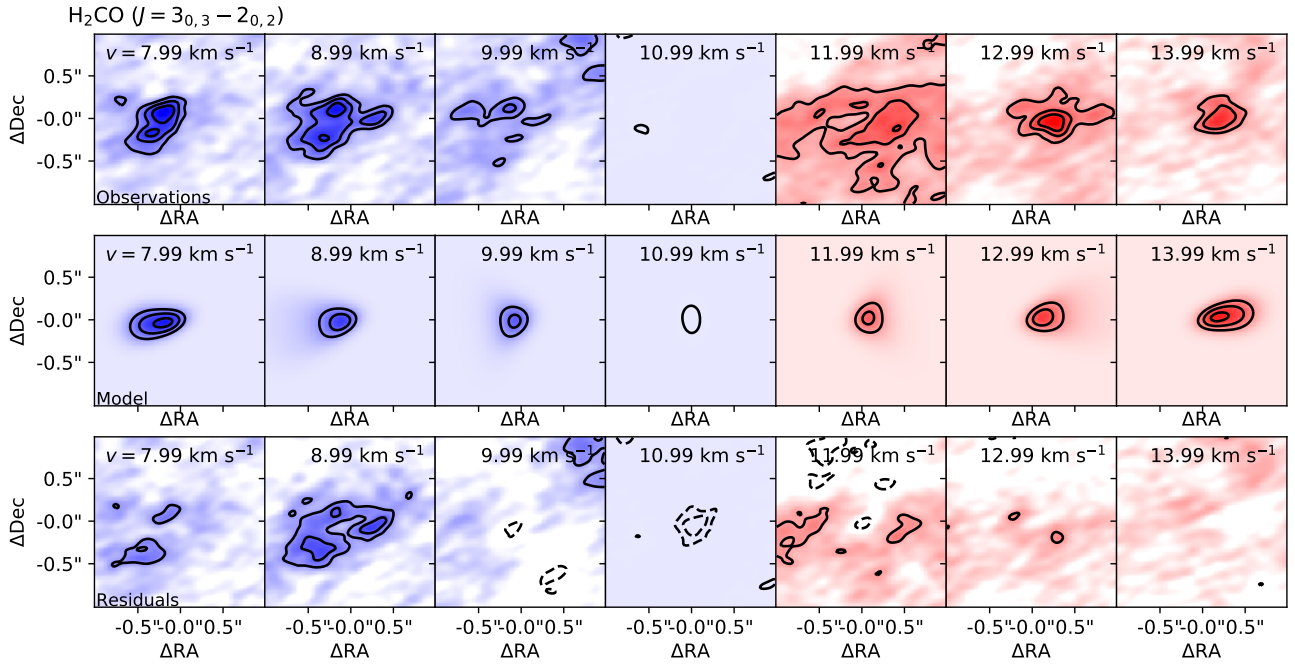 H₂CO (J = 3₀,₃ − 2₀,₂)
v = 7.99 km s⁻¹ 8.99 km s⁻¹ 9.99 km s⁻¹ 10.99 km s⁻¹ 11.99 km s⁻¹ 12.99 km s⁻¹ 13.99 km s⁻¹
0.5"
-0.0"
-0.5"
ΔDec
Observations
ΔRA ΔRA ΔRA ΔRA ΔRA ΔRA ΔRA
v = 7.99 km s⁻¹ 8.99 km s⁻¹ 9.99 km s⁻¹ 10.99 km s⁻¹ 11.99 km s⁻¹ 12.99 km s⁻¹ 13.99 km s⁻¹
0.5"
-0.0"
-0.5"
ΔDec
Model
ΔRA ΔRA ΔRA ΔRA ΔRA ΔRA ΔRA
v = 7.99 km s⁻¹ 8.99 km s⁻¹ 9.99 km s⁻¹ 10.99 km s⁻¹ 11.99 km s⁻¹ 12.99 km s⁻¹ 13.99 km s⁻¹
0.5"
-0.0"
-0.5"
ΔDec
Residuals
-0.5"-0.0"0.5" -0.5"-0.0"0.5" -0.5"-0.0"0.5" -0.5"-0.0"0.5" -0.5"-0.0"0.5" -0.5"-0.0"0.5" -0.5"-0.0"0.5"
ΔRA ΔRA ΔRA ΔRA ΔRA ΔRA ΔRA